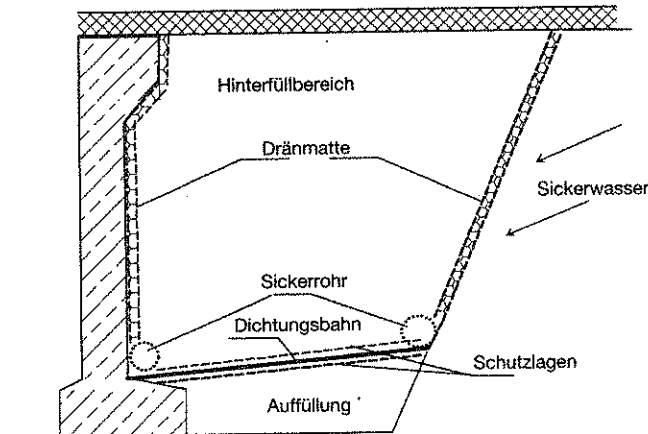 Hinterfüllbereich
Dränmatte
Sickerwasser
Sickerrohr
Dichtungsbahn
Schutzlagen
Auffüllung